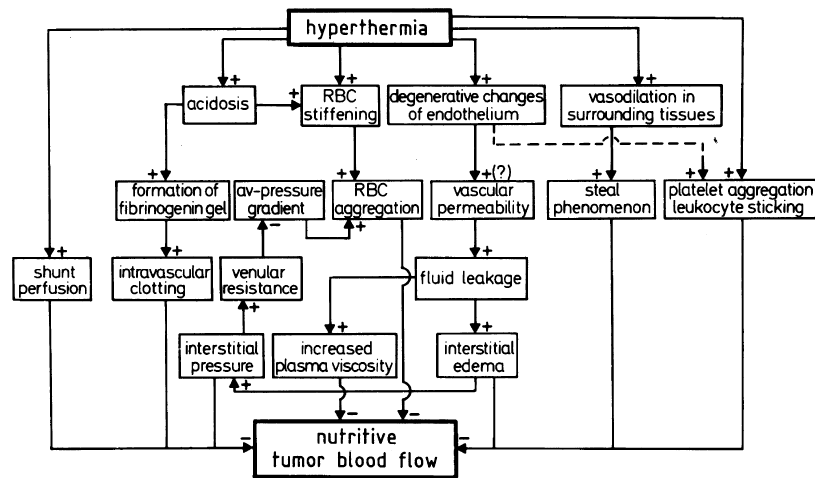 hyperthermia
+ + + + +
acidosis
+
RBC
stiffening
degenerative changes
of endothelium
vasodilation in
surrounding tissues
+ + +(?) + + +
formation of
fibrinogenin gel
av-pressure
gradient
RBC
aggregation
vascular
permeability
steal
phenomenon
platelet aggregation
leukocyte sticking
+ + - + +
shunt
perfusion
intravascular
clotting
venular
resistance
fluid leakage
+ + +
interstitial
pressure
increased
plasma viscosity
interstitial
edema
+
- -
- -
nutritive
tumor blood flow